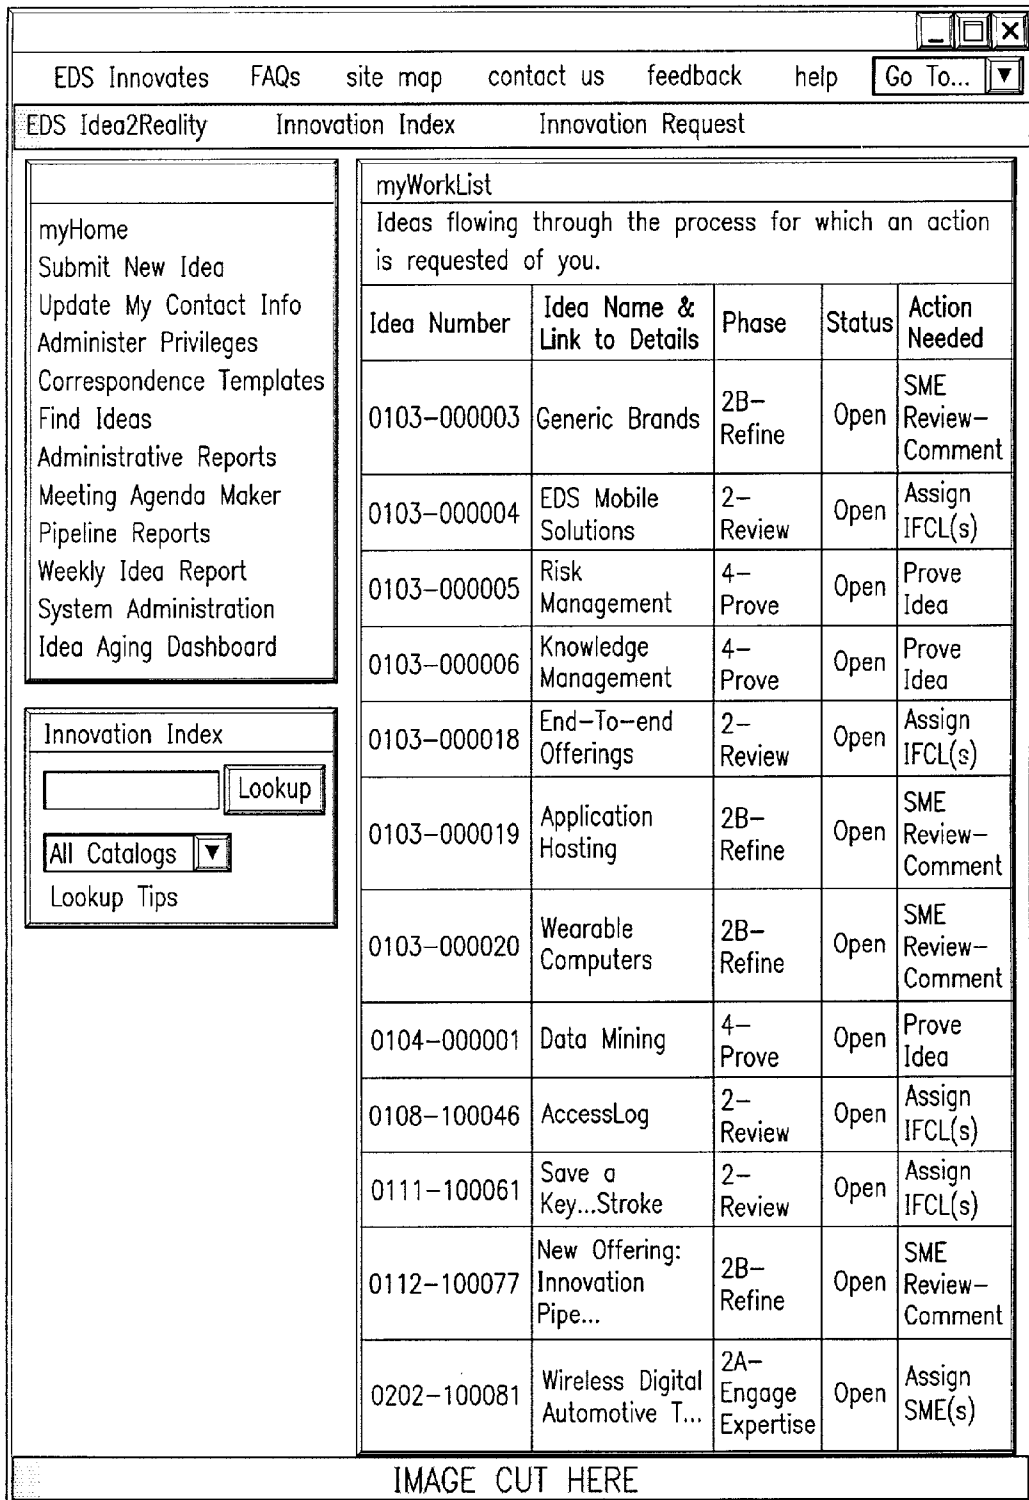 EDS Innovates FAQs site map contact us feedback help Go To...
EDS Idea2Reality Innovation Index Innovation Request
myHome
Submit New Idea
Update My Contact Info
Administer Privileges
Correspondence Templates
Find Ideas
Administrative Reports
Meeting Agenda Maker
Pipeline Reports
Weekly Idea Report
System Administration
Idea Aging Dashboard
Innovation Index
Lookup
All Catalogs
Lookup Tips
myWorkList
Ideas flowing through the process for which an action
is requested of you.
Idea Number
Idea Name &
Link to Details
Phase
Status
Action
Needed
0103-000003
Generic Brands
2B-
Refine
Open
SME
Review-
Comment
0103-000004
EDS Mobile
Solutions
2-
Review
Open
Assign
IFCL(s)
0103-000005
Risk
Management
4-
Prove
Open
Prove
Idea
0103-000006
Knowledge
Management
4-
Prove
Open
Prove
Idea
0103-000018
End-To-end
Offerings
2-
Review
Open
Assign
IFCL(s)
0103-000019
Application
Hosting
2B-
Refine
Open
SME
Review-
Comment
0103-000020
Wearable
Computers
2B-
Refine
Open
SME
Review-
Comment
0104-000001
Data Mining
4-
Prove
Open
Prove
Idea
0108-100046
AccessLog
2-
Review
Open
Assign
IFCL(s)
0111-100061
Save a
Key...Stroke
2-
Review
Open
Assign
IFCL(s)
0112-100077
New Offering:
Innovation
Pipe...
2B-
Refine
Open
SME
Review-
Comment
0202-100081
Wireless Digital
Automotive T...
2A-
Engage
Expertise
Open
Assign
SME(s)
IMAGE CUT HERE